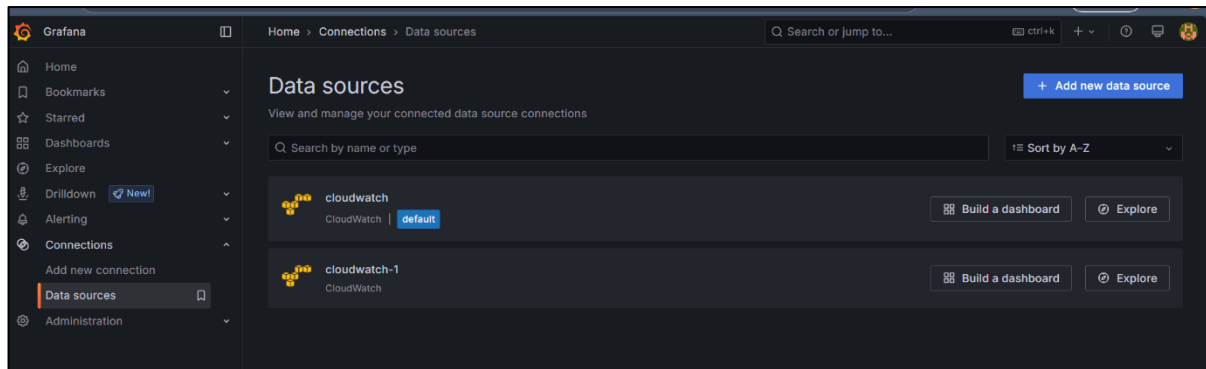 Grafana
Home › Connections › Data sources
Search or jump to...
ctrl+k
Home
Bookmarks
Starred
Dashboards
Explore
Drilldown New!
Alerting
Connections
Add new connection
Data sources
Administration
Data sources
+ Add new data source
View and manage your connected data source connections
Search by name or type
Sort by A–Z
cloudwatch
CloudWatch | default
Build a dashboard
Explore
cloudwatch-1
CloudWatch
Build a dashboard
Explore